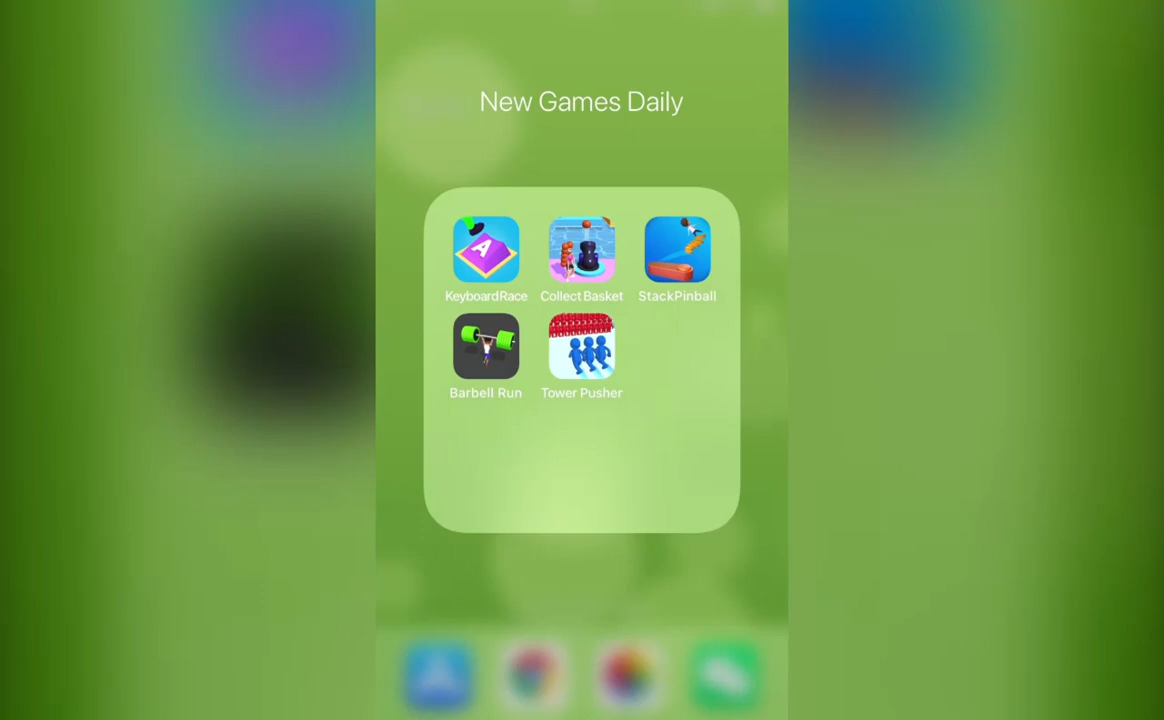 New Games Daily
KeyboardRace
Collect Basket
StackPinball
A
Barbell Run
Tower Pusher